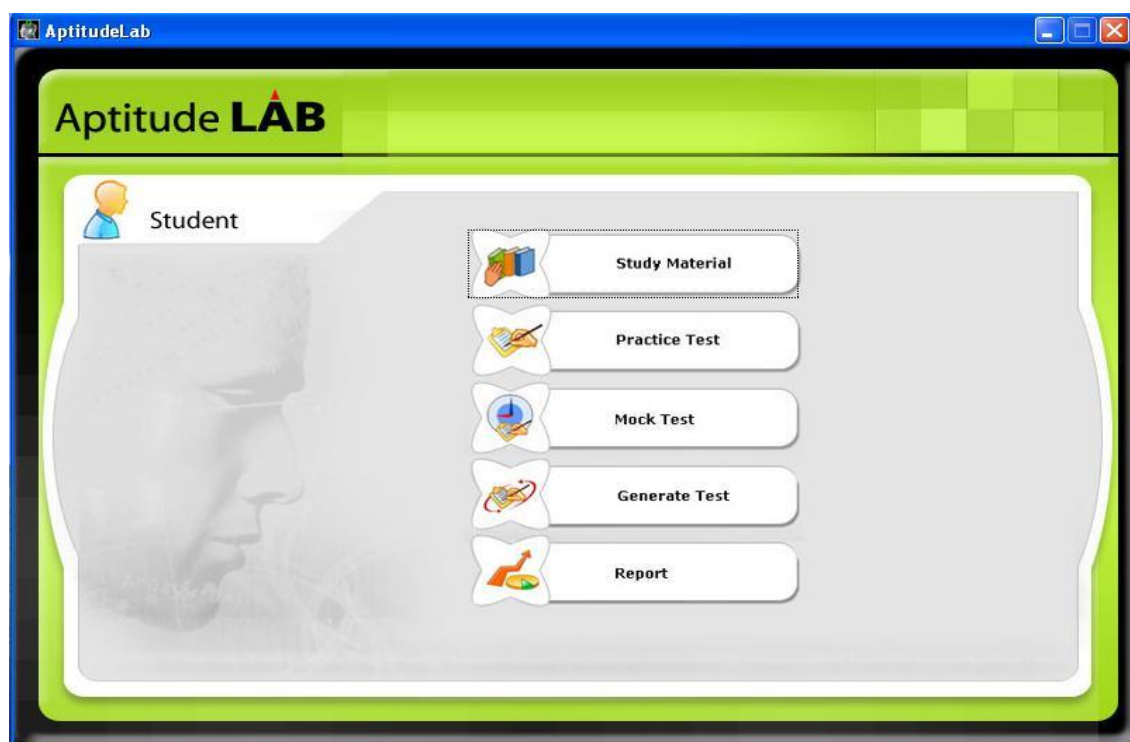 AptitudeLab
Aptitude LAB
Student
Study Material
Practice Test
Mock Test
Generate Test
Report